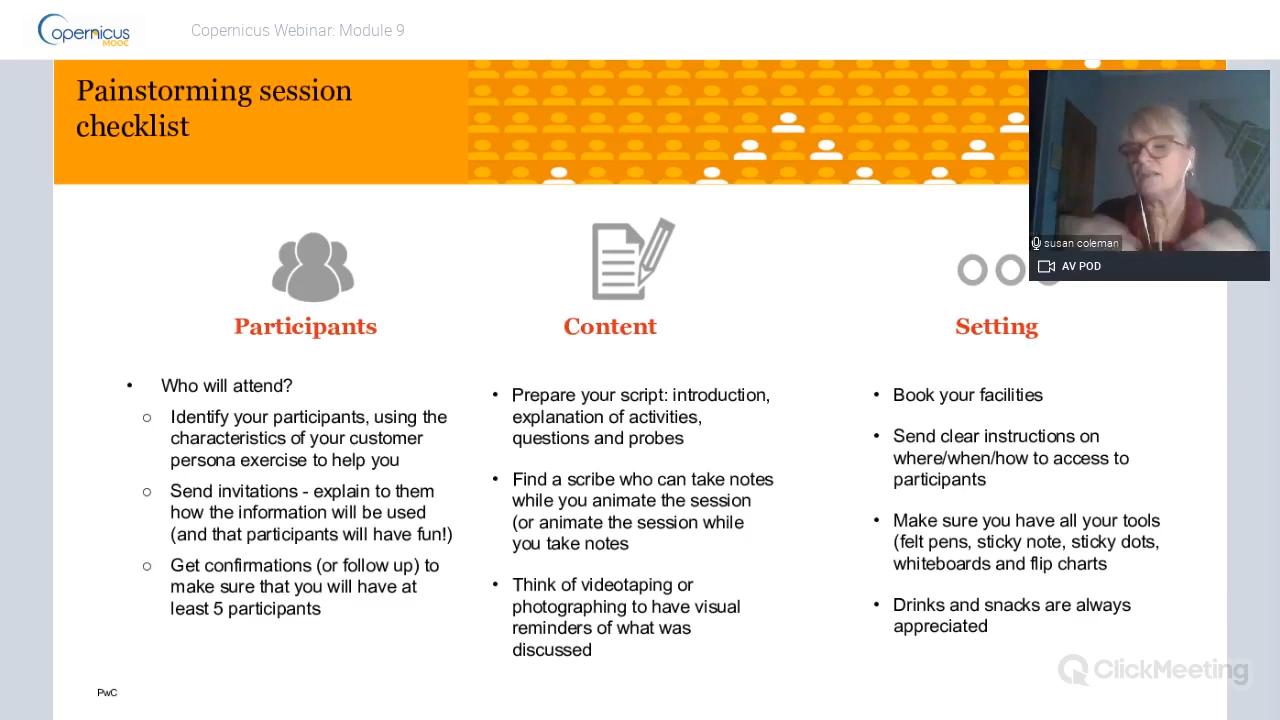 Copernicus
MOOC
Copernicus Webinar: Module 9
Painstorming session
checklist
susan coleman
AV POD
Participants
Content
Setting
• Who will attend?
○ Identify your participants, using the
characteristics of your customer
persona exercise to help you
○ Send invitations - explain to them
how the information will be used
(and that participants will have fun!)
○ Get confirmations (or follow up) to
make sure that you will have at
least 5 participants
• Prepare your script: introduction,
explanation of activities,
questions and probes
• Find a scribe who can take notes
while you animate the session
(or animate the session while
you take notes
• Think of videotaping or
photographing to have visual
reminders of what was
discussed
• Book your facilities
• Send clear instructions on
where/when/how to access to
participants
• Make sure you have all your tools
(felt pens, sticky note, sticky dots,
whiteboards and flip charts
• Drinks and snacks are always
appreciated
ClickMeeting
PwC